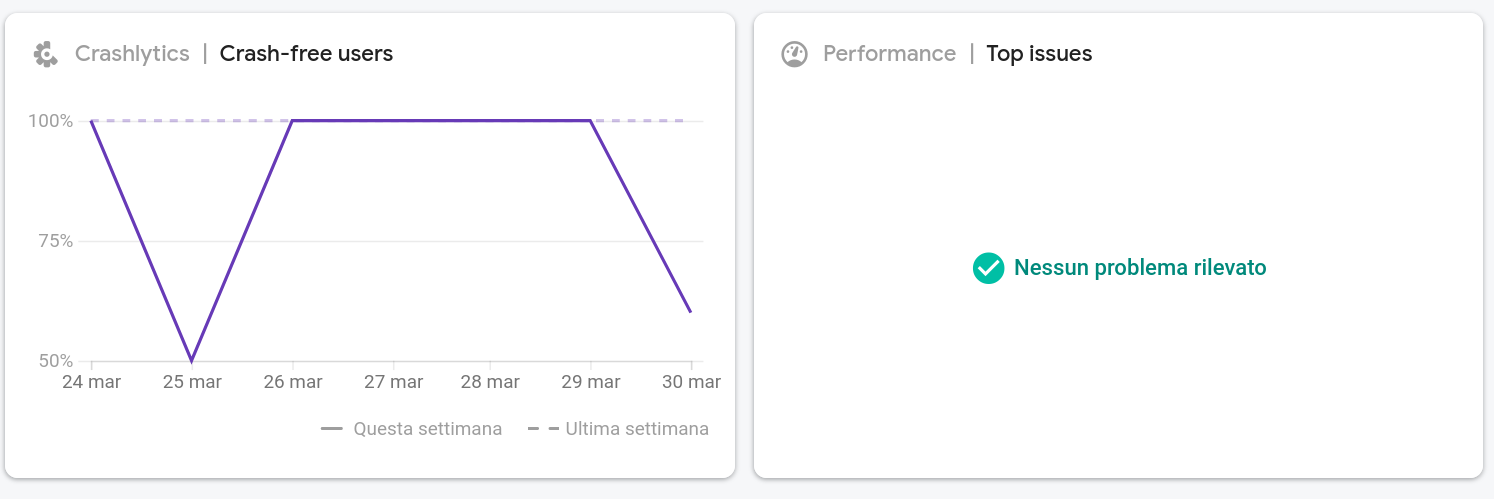 Crashlytics | Crash-free users
100%
75%
50%
24 mar 25 mar 26 mar 27 mar 28 mar 29 mar 30 mar
Questa settimana Ultima settimana
Performance | Top issues
Nessun problema rilevato